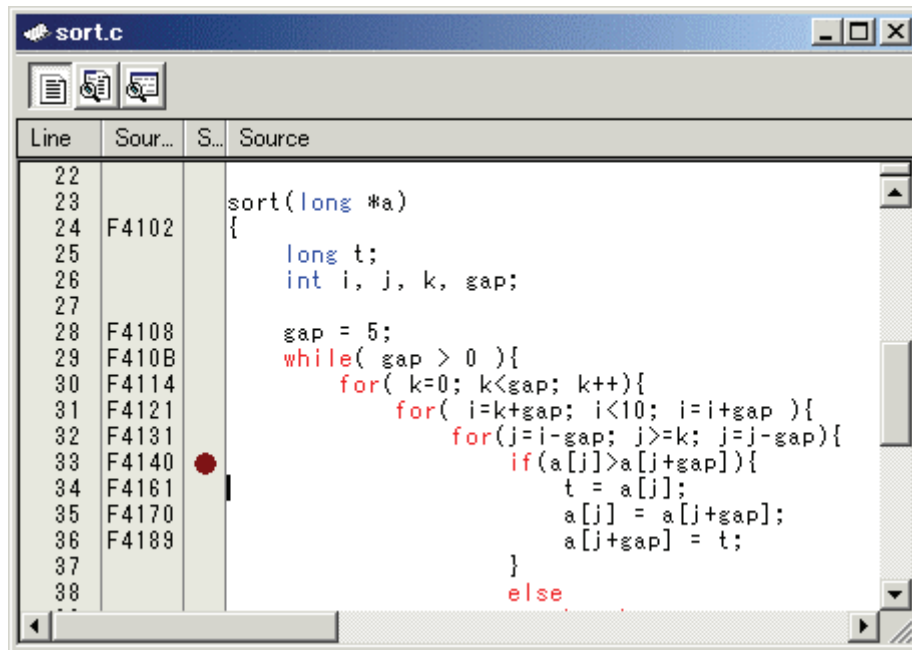 sort.c
Line Sour... S... Source
22
23 sort(long *a)
24 F4102 {
25 long t;
26 int i, j, k, gap;
27
28 F4108 gap = 5;
29 F410B while( gap > 0 ){
30 F4114 for( k=0; k<gap; k++){
31 F4121 for( i=k+gap; i<10; i=i+gap ){
32 F4131 for(j=i-gap; j>=k; j=j-gap){
33 F4140 if(a[j]>a[j+gap]){
34 F4161 t = a[j];
35 F4170 a[j] = a[j+gap];
36 F4189 a[j+gap] = t;
37 }
38 else